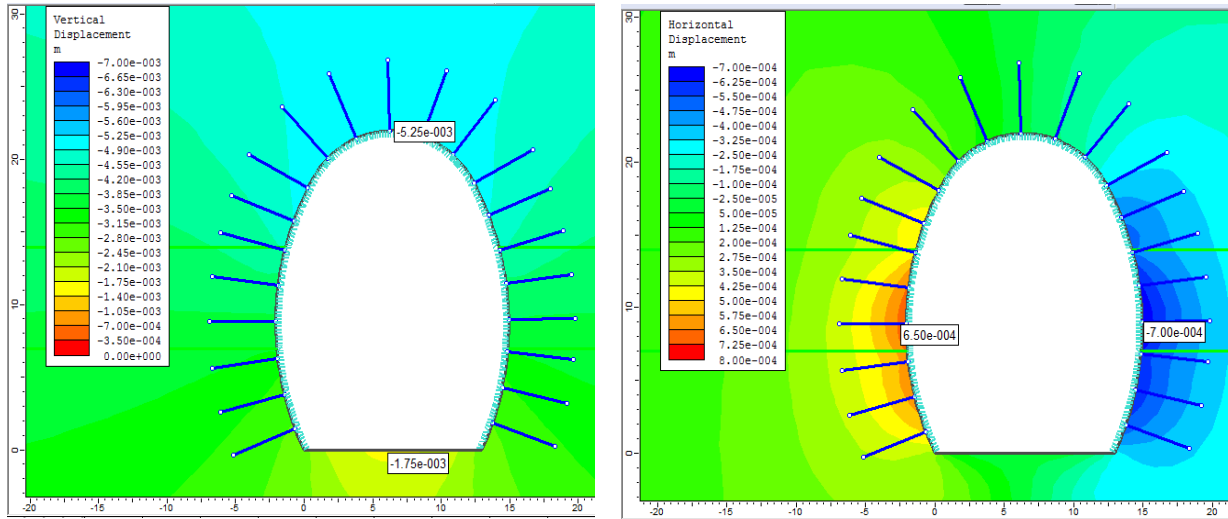 Vertical
Displacement
m
-7.00e-003
-6.65e-003
-6.30e-003
-5.95e-003
-5.60e-003
-5.25e-003
-4.90e-003
-4.55e-003
-4.20e-003
-3.85e-003
-3.50e-003
-3.15e-003
-2.80e-003
-2.45e-003
-2.10e-003
-1.75e-003
-1.40e-003
-1.05e-003
-7.00e-004
-3.50e-004
0.00e+000
-5.25e-003
-1.75e-003
30
20
10
0
-20
-15
-10
-5
0
5
10
15
20
Horizontal
Displacement
m
-7.00e-004
-6.25e-004
-5.50e-004
-4.75e-004
-4.00e-004
-3.25e-004
-2.50e-004
-1.75e-004
-1.00e-004
-2.50e-005
5.00e-005
1.25e-004
2.00e-004
2.75e-004
3.50e-004
4.25e-004
5.00e-004
5.75e-004
6.50e-004
7.25e-004
8.00e-004
6.50e-004
-7.00e-004
30
20
10
0
-20
-15
-10
-5
0
5
10
15
20